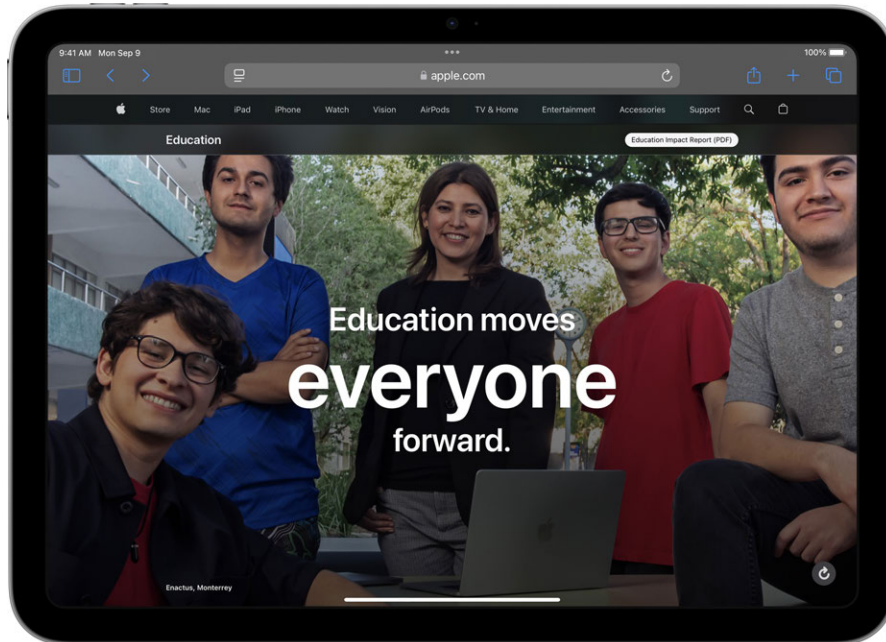 9:41 AM Mon Sep 9
100%
apple.com
Store Mac iPad iPhone Watch Vision AirPods TV & Home Entertainment Accessories Support
Education
Education Impact Report (PDF)
Education moves
everyone
forward.
Enactus, Monterrey